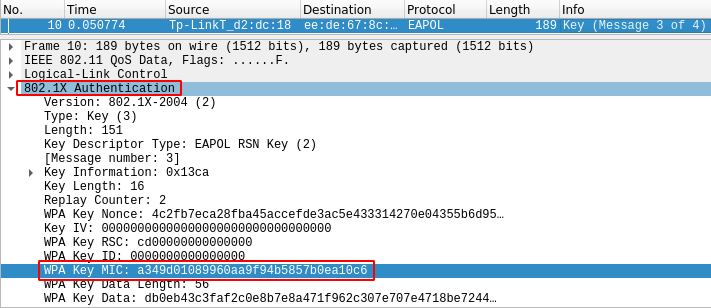 No. Time Source Destination Protocol Length Info
10 0.050774 Tp-LinkT_d2:dc:18 ee:de:67:8c:… EAPOL 189 Key (Message 3 of 4)
Frame 10: 189 bytes on wire (1512 bits), 189 bytes captured (1512 bits)
IEEE 802.11 QoS Data, Flags: ......F.
Logical-Link Control
802.1X Authentication
Version: 802.1X-2004 (2)
Type: Key (3)
Length: 151
Key Descriptor Type: EAPOL RSN Key (2)
[Message number: 3]
Key Information: 0x13ca
Key Length: 16
Replay Counter: 2
WPA Key Nonce: 4c2fb7eca28fba45accefde3ac5e433314270e04355b6d95…
Key IV: 00000000000000000000000000000000
WPA Key RSC: cd00000000000000
WPA Key ID: 0000000000000000
WPA Key MIC: a349d01089960aa9f94b5857b0ea10c6
WPA Key Data Length: 56
WPA Key Data: db0eb43c3faf2c0e8b7e8a471f962c307e707e4718be7244…